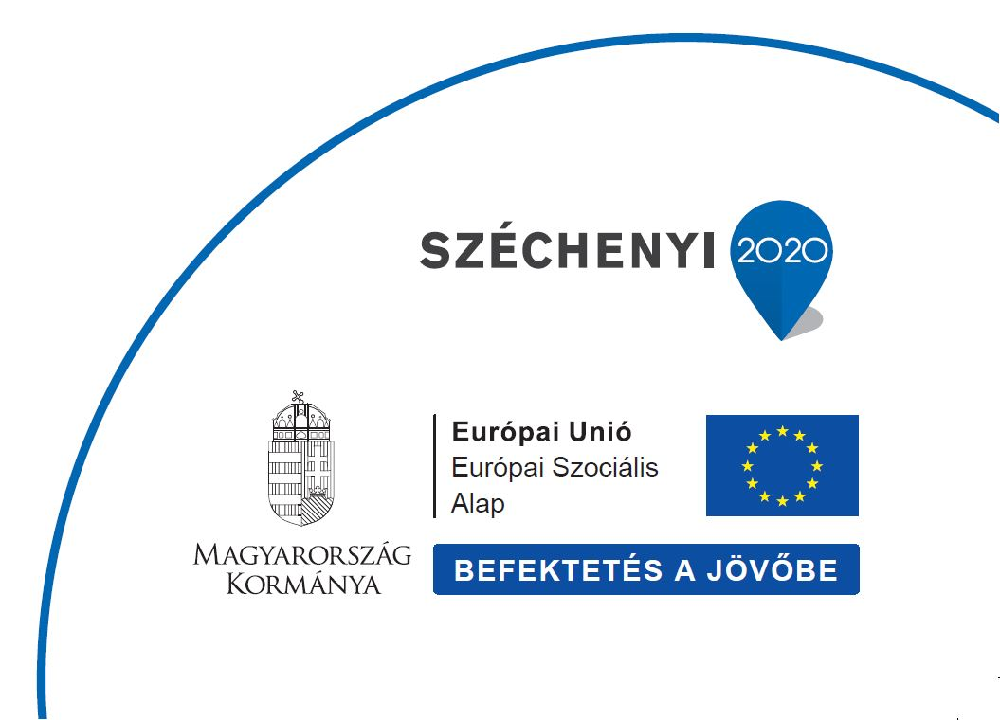 SZÉCHENYI 2020
Európai Unió
Európai Szociális
Alap
MAGYARORSZÁG
KORMÁNYA
BEFEKTETÉS A JÖVŐBE